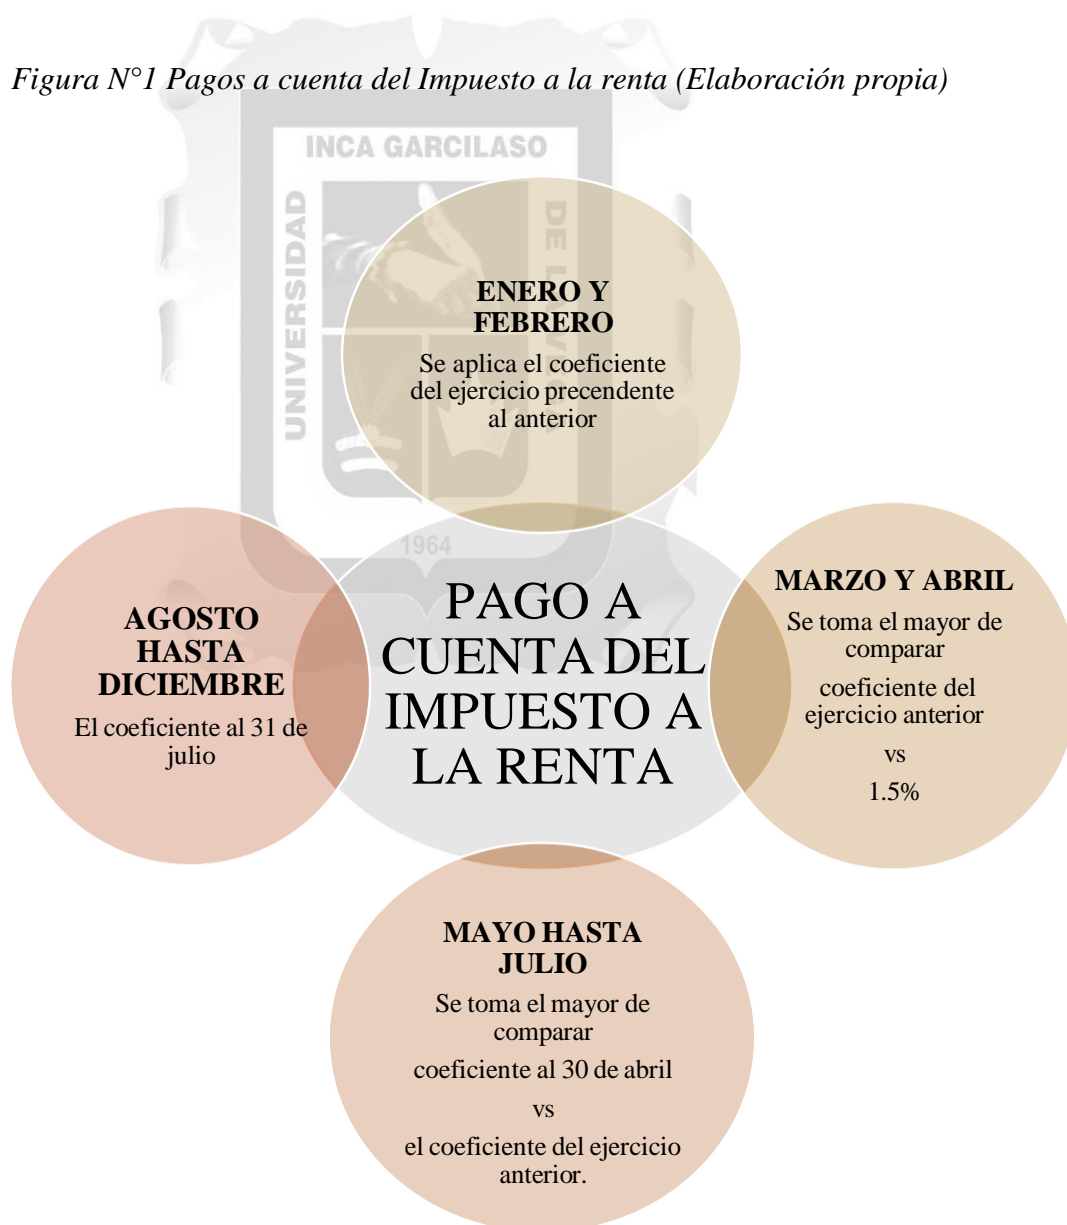 Figura N°1 Pagos a cuenta del Impuesto a la renta (Elaboración propia)
INCA GARCILASO
UNIVERSIDAD
DE LA VEGA
1964
ENERO Y
FEBRERO
Se aplica el coeficiente
del ejercicio precendente
al anterior
PAGO A
CUENTA DEL
IMPUESTO A
LA RENTA
MARZO Y ABRIL
Se toma el mayor de
comparar
coeficiente del
ejercicio anterior
vs
1.5%
MAYO HASTA
JULIO
Se toma el mayor de
comparar
coeficiente al 30 de abril
vs
el coeficiente del ejercicio
anterior.
AGOSTO
HASTA
DICIEMBRE
El coeficiente al 31 de
julio